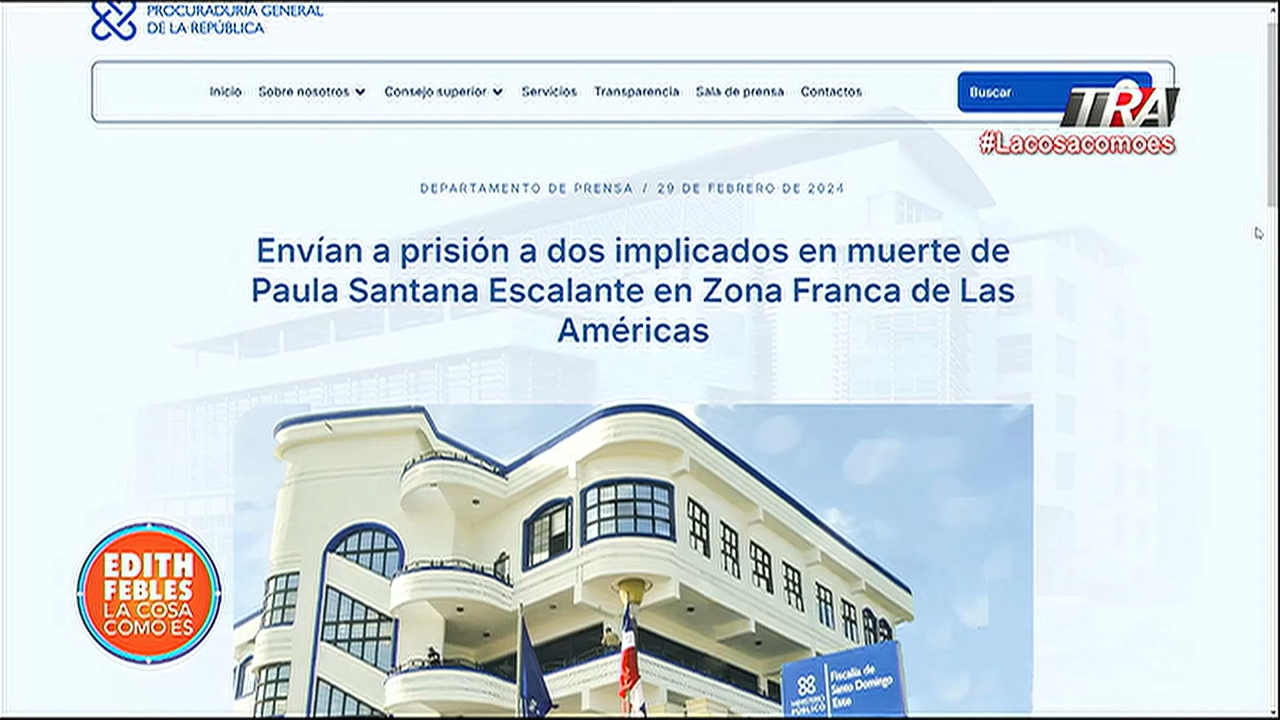 PROCURADURÍA GENERAL
DE LA REPÚBLICA
Inicio Sobre nosotros Consejo superior Servicios Transparencia Sala de prensa Contactos
Buscar
TRA
#Lacosacomoes
DEPARTAMENTO DE PRENSA / 29 DE FEBRERO DE 2024
Envían a prisión a dos implicados en muerte de
Paula Santana Escalante en Zona Franca de Las
Américas
EDITH
FEBLES
LA COSA
COMO ES
MINISTERIO
PÚBLICO
Fiscalía de
Santo Domingo
Este